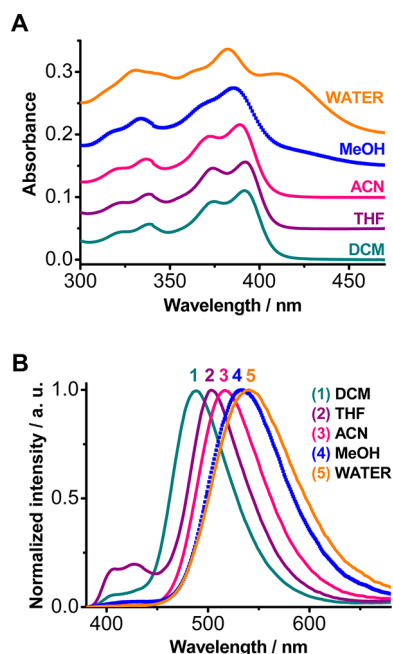 A
Absorbance
0.3
0.2
0.1
0.0
WATER
MeOH
ACN
THF
DCM
300 350 400 450
Wavelength / nm
B
Normalized intensity / a. u.
1.0
0.5
0.0
1 2 3 4 5
(1) DCM
(2) THF
(3) ACN
(4) MeOH
(5) WATER
400 500 600
Wavelength / nm